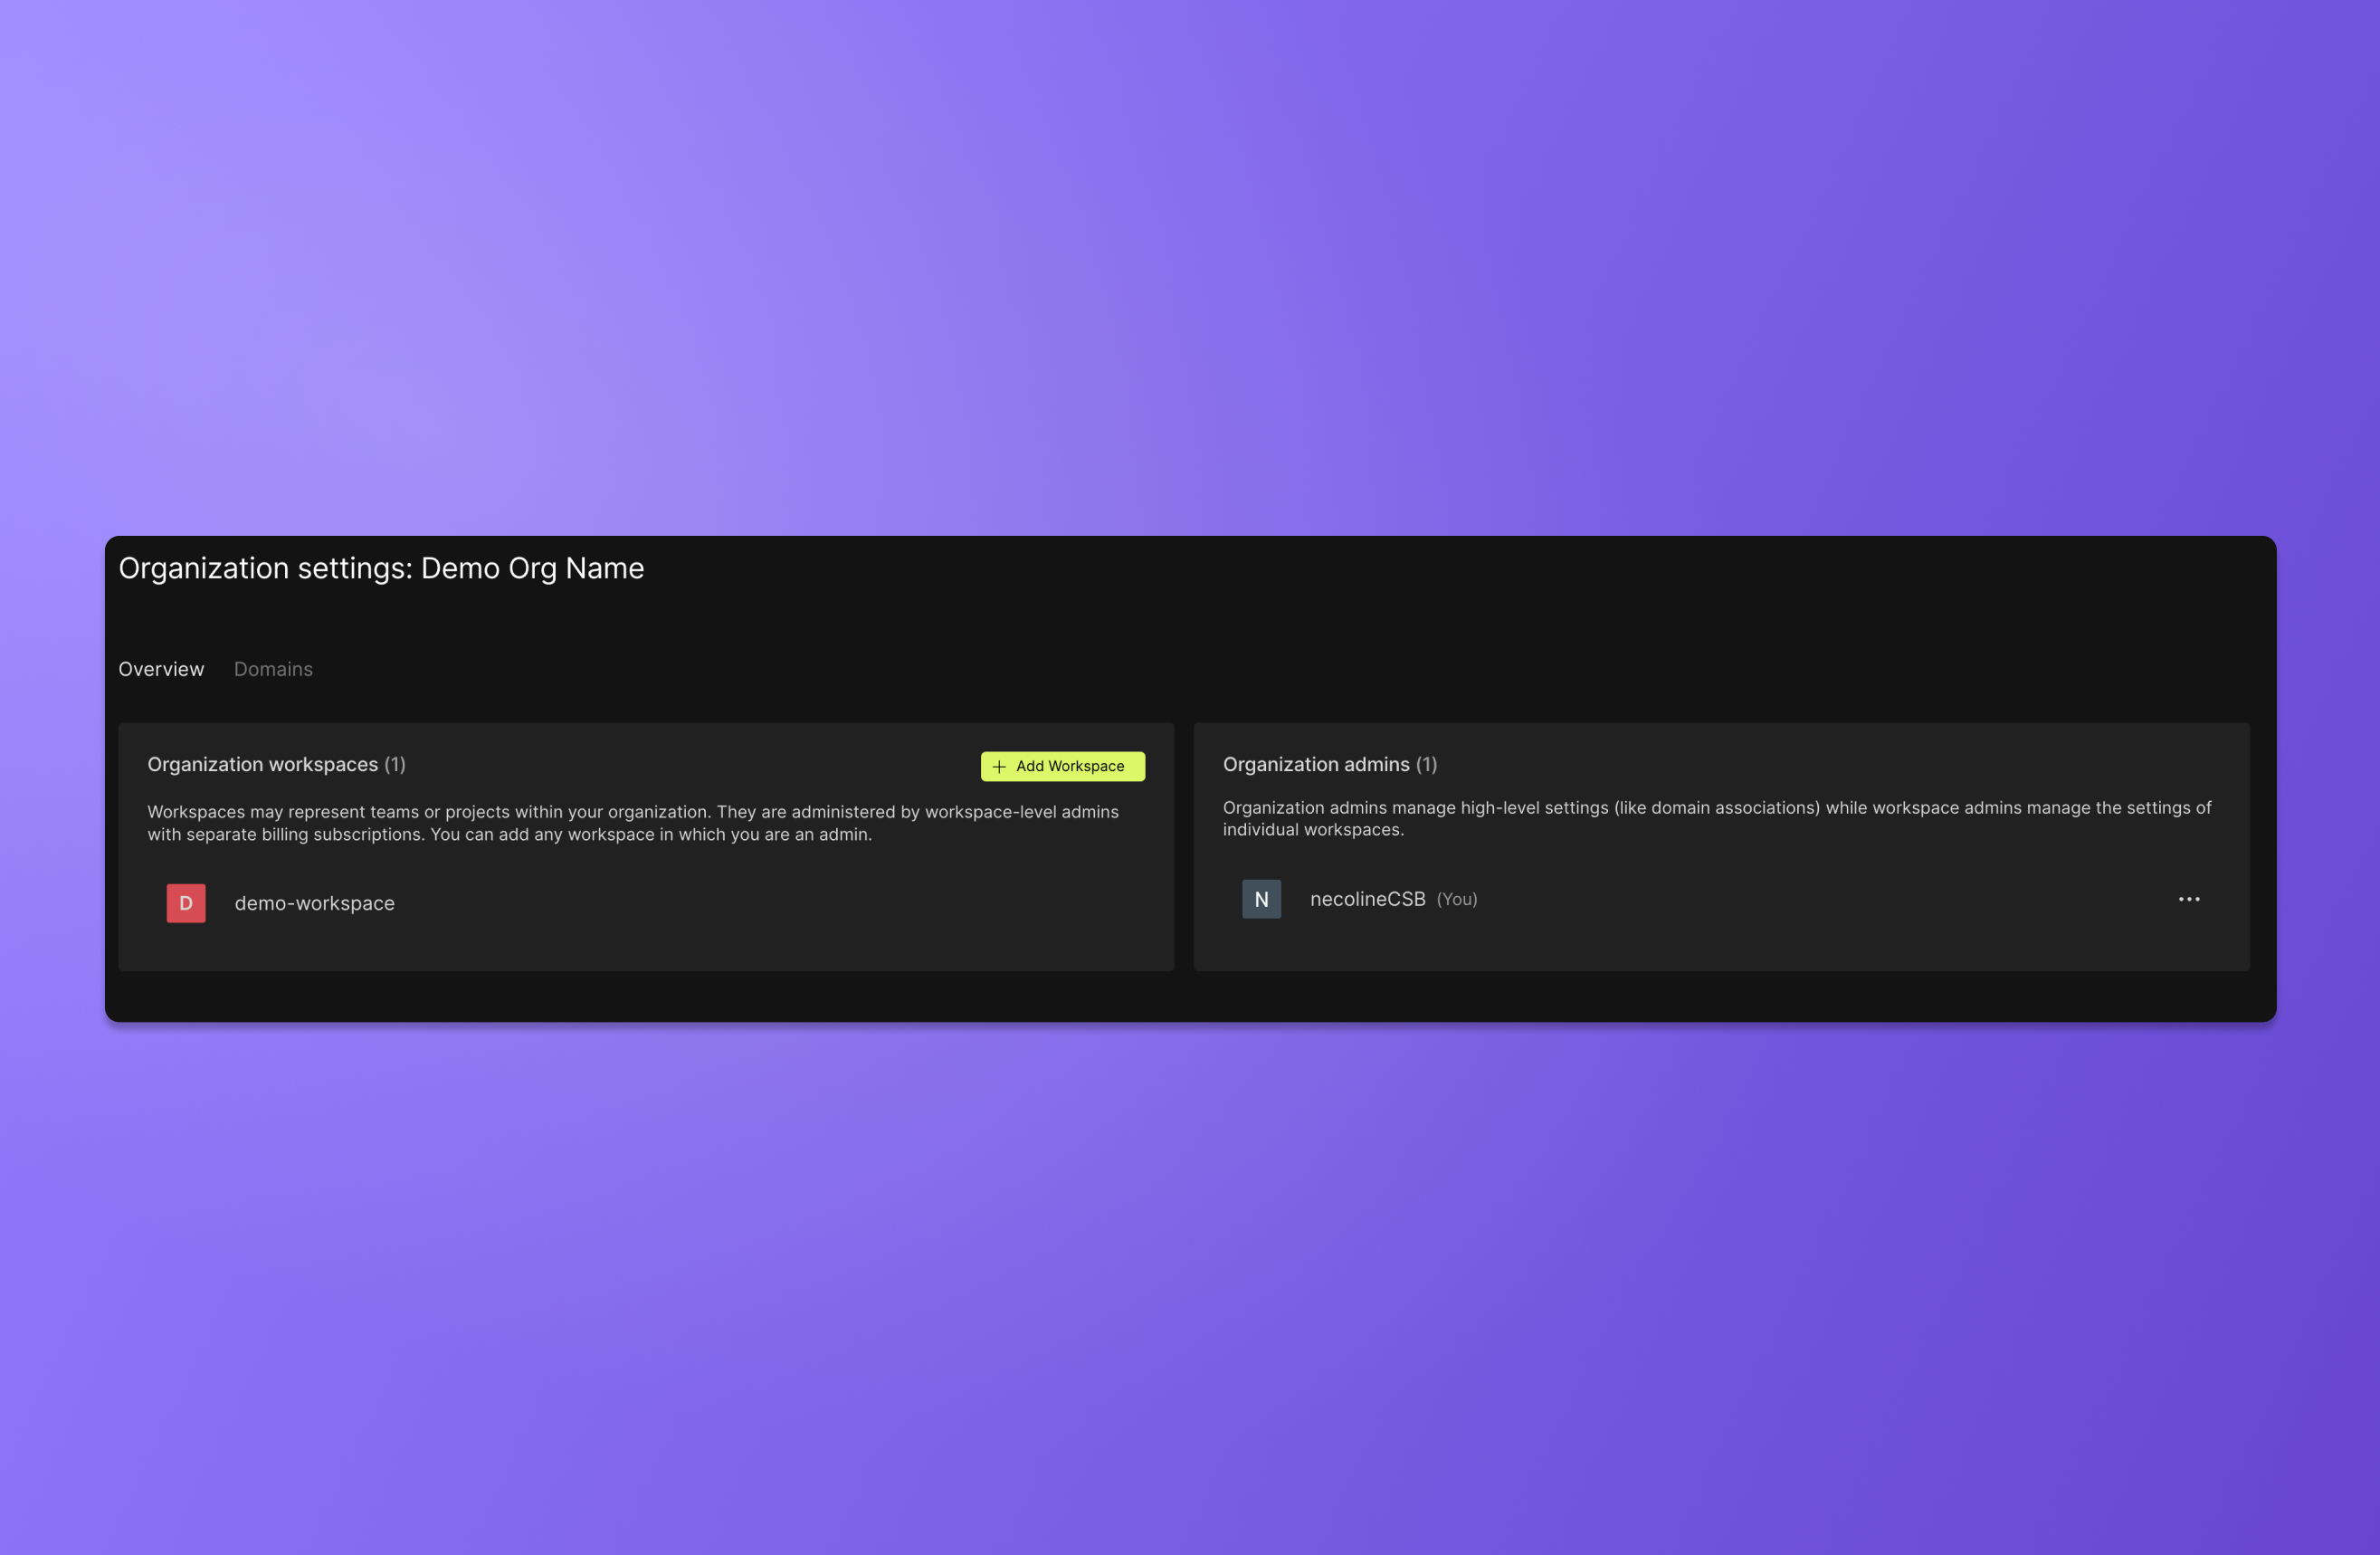 Organization settings: Demo Org Name
Overview
Domains
Organization workspaces (1)
Add Workspace
Workspaces may represent teams or projects within your organization. They are administered by workspace-level admins
with separate billing subscriptions. You can add any workspace in which you are an admin.
D
demo-workspace
Organization admins (1)
Organization admins manage high-level settings (like domain associations) while workspace admins manage the settings of
individual workspaces.
N
necolineCSB (You)